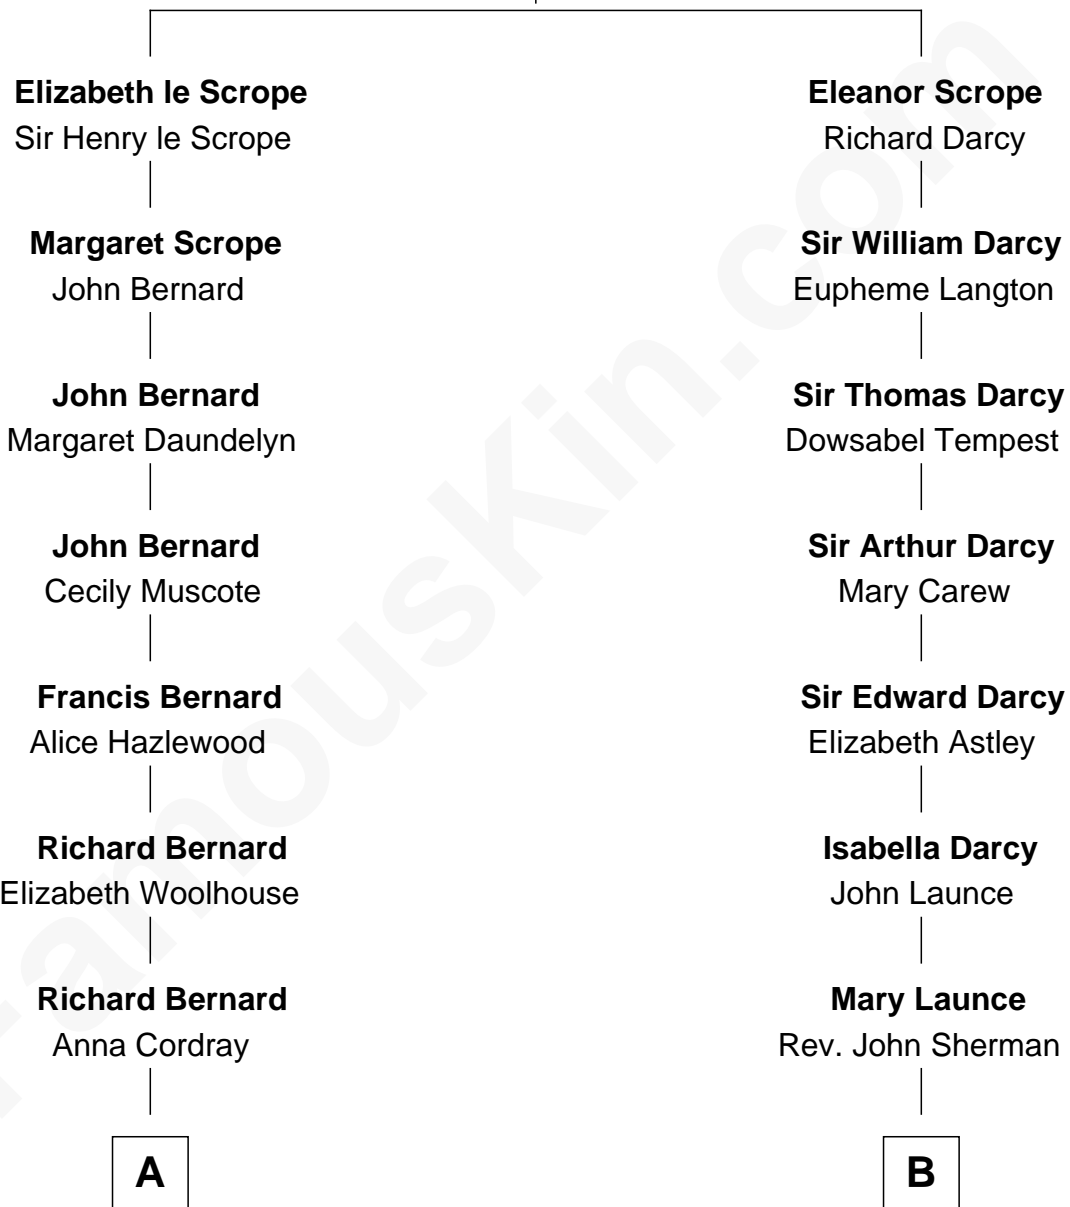 Elizabeth le Scrope
Sir Henry le Scrope
Margaret Scrope
John Bernard
John Bernard
Margaret Daundelyn
John Bernard
Cecily Muscote
Francis Bernard
Alice Hazlewood
Richard Bernard
Elizabeth Woolhouse
Richard Bernard
Anna Cordray
A
Eleanor Scrope
Richard Darcy
Sir William Darcy
Eupheme Langton
Sir Thomas Darcy
Dowsabel Tempest
Sir Arthur Darcy
Mary Carew
Sir Edward Darcy
Elizabeth Astley
Isabella Darcy
John Launce
Mary Launce
Rev. John Sherman
B
FamousKin.com